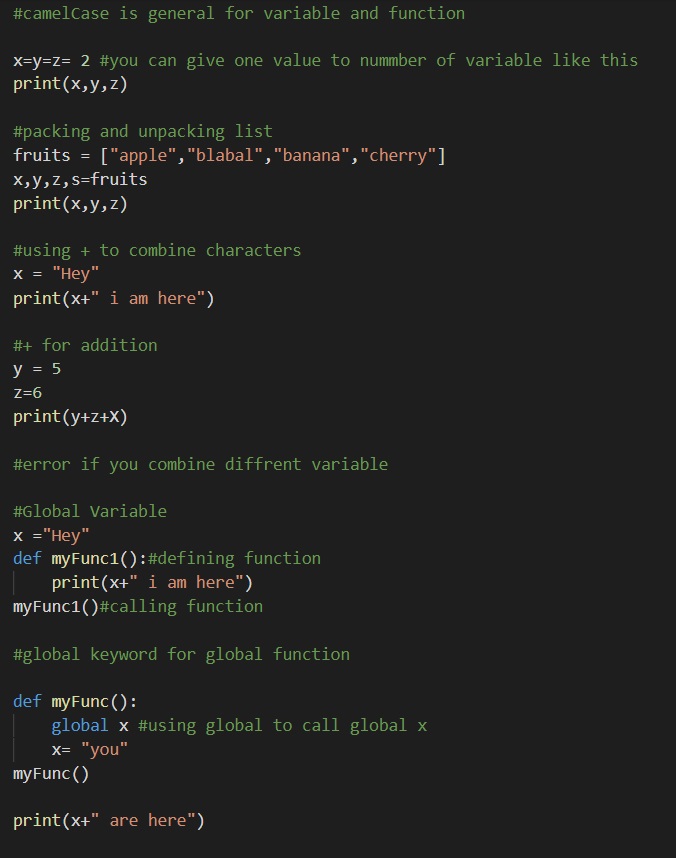 #camelCase is general for variable and function
x=y=z= 2 #you can give one value to nummber of variable like this
print(x,y,z)
#packing and unpacking list
fruits = ["apple","blabal","banana","cherry"]
x,y,z,s=fruits
print(x,y,z)
#using + to combine characters
x = "Hey"
print(x+" i am here")
#+ for addition
y = 5
z=6
print(y+z+X)
#error if you combine diffrent variable
#Global Variable
x ="Hey"
def myFunc1():#defining function
    print(x+" i am here")
myFunc1()#calling function
#global keyword for global function
def myFunc():
    global x #using global to call global x
    x= "you"
myFunc()
print(x+" are here")